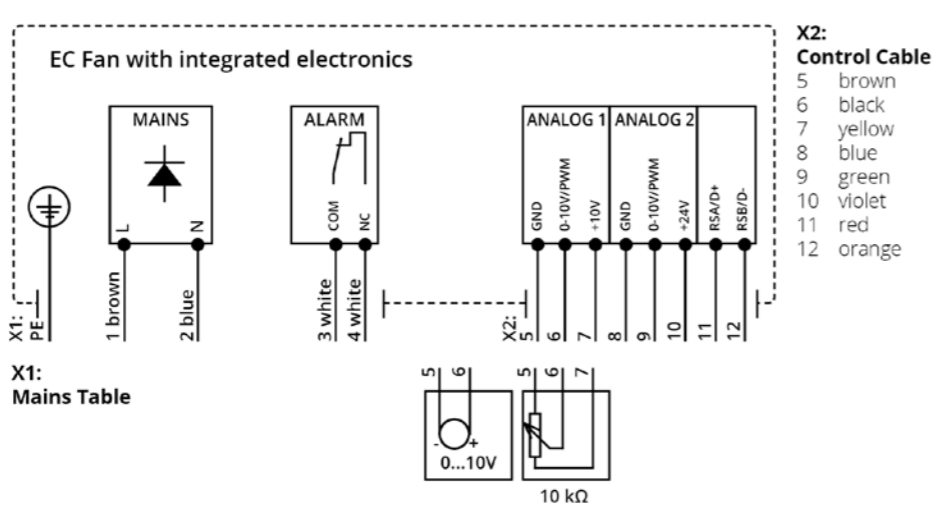 EC Fan with integrated electronics
MAINS
L
N
ALARM
COM
NC
ANALOG 1
ANALOG 2
GND
0-10V/PWM
+10V
GND
0-10V/PWM
+24V
RSA/D+
RSB/D-
X1:
PE
1 brown
2 blue
3 white
4 white
X2:
5
6
7
8
9
10
11
12
X2:
Control Cable
5 brown
6 black
7 yellow
8 blue
9 green
10 violet
11 red
12 orange
X1:
Mains Table
5 6
- +
0...10V
5 6 7
10 kΩ